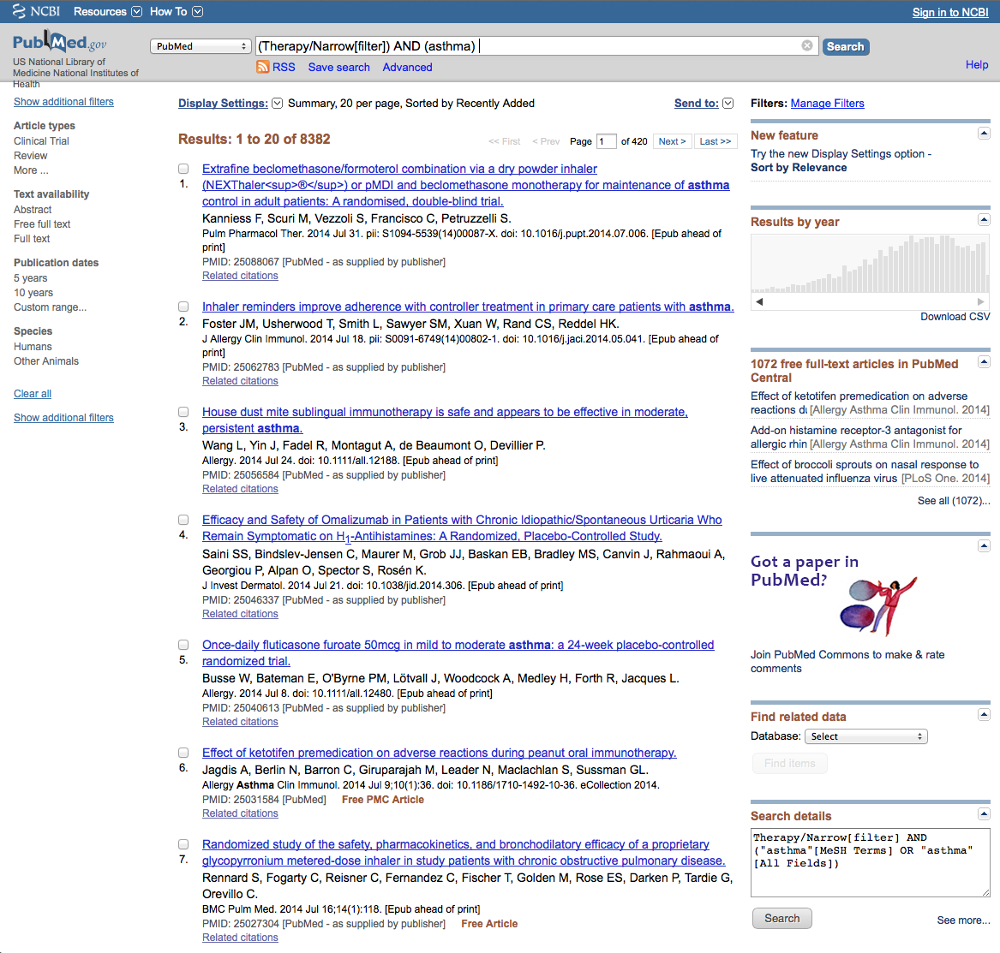 NCBI Resources How To Sign in to NCBI
PubMed.gov
US National Library of
Medicine National Institutes of
Health
PubMed
(Therapy/Narrow[filter]) AND (asthma)
Search
RSS Save search Advanced
Help
Show additional filters
Article types
Clinical Trial
Review
More ...
Text availability
Abstract
Free full text
Full text
Publication dates
5 years
10 years
Custom range...
Species
Humans
Other Animals
Clear all
Show additional filters
Display Settings: Summary, 20 per page, Sorted by Recently Added Send to:
Results: 1 to 20 of 8382
<< First < Prev Page 1 of 420 Next > Last >>
1.
Extrafine beclomethasone/formoterol combination via a dry powder inhaler
(NEXThaler<sup>®</sup>) or pMDI and beclomethasone monotherapy for maintenance of asthma
control in adult patients: A randomised, double-blind trial.
Kanniess F, Scuri M, Vezzoli S, Francisco C, Petruzzelli S.
Pulm Pharmacol Ther. 2014 Jul 31. pii: S1094-5539(14)00087-X. doi: 10.1016/j.pupt.2014.07.006. [Epub ahead of
print]
PMID: 25088067 [PubMed - as supplied by publisher]
Related citations
2.
Inhaler reminders improve adherence with controller treatment in primary care patients with asthma.
Foster JM, Usherwood T, Smith L, Sawyer SM, Xuan W, Rand CS, Reddel HK.
J Allergy Clin Immunol. 2014 Jul 18. pii: S0091-6749(14)00802-1. doi: 10.1016/j.jaci.2014.05.041. [Epub ahead of
print]
PMID: 25062783 [PubMed - as supplied by publisher]
Related citations
3.
House dust mite sublingual immunotherapy is safe and appears to be effective in moderate,
persistent asthma.
Wang L, Yin J, Fadel R, Montagut A, de Beaumont O, Devillier P.
Allergy. 2014 Jul 24. doi: 10.1111/all.12188. [Epub ahead of print]
PMID: 25056584 [PubMed - as supplied by publisher]
Related citations
4.
Efficacy and Safety of Omalizumab in Patients with Chronic Idiopathic/Spontaneous Urticaria Who
Remain Symptomatic on H1-Antihistamines: A Randomized, Placebo-Controlled Study.
Saini SS, Bindslev-Jensen C, Maurer M, Grob JJ, Baskan EB, Bradley MS, Canvin J, Rahmaoui A,
Georgiou P, Alpan O, Spector S, Rosén K.
J Invest Dermatol. 2014 Jul 21. doi: 10.1038/jid.2014.306. [Epub ahead of print]
PMID: 25046337 [PubMed - as supplied by publisher]
Related citations
5.
Once-daily fluticasone furoate 50mcg in mild to moderate asthma: a 24-week placebo-controlled
randomized trial.
Busse W, Bateman E, O'Byrne PM, Lötvall J, Woodcock A, Medley H, Forth R, Jacques L.
Allergy. 2014 Jul 8. doi: 10.1111/all.12480. [Epub ahead of print]
PMID: 25040613 [PubMed - as supplied by publisher]
Related citations
6.
Effect of ketotifen premedication on adverse reactions during peanut oral immunotherapy.
Jagdis A, Berlin N, Barron C, Giruparajah M, Leader N, Maclachlan S, Sussman GL.
Allergy Asthma Clin Immunol. 2014 Jul 9;10(1):36. doi: 10.1186/1710-1492-10-36. eCollection 2014.
PMID: 25031584 [PubMed] Free PMC Article
Related citations
7.
Randomized study of the safety, pharmacokinetics, and bronchodilatory efficacy of a proprietary
glycopyrronium metered-dose inhaler in study patients with chronic obstructive pulmonary disease.
Rennard S, Fogarty C, Reisner C, Fernandez C, Fischer T, Golden M, Rose ES, Darken P, Tardie G,
Orevillo C.
BMC Pulm Med. 2014 Jul 16;14(1):118. [Epub ahead of print]
PMID: 25027304 [PubMed - as supplied by publisher] Free Article
Related citations
Filters: Manage Filters
New feature
Try the new Display Settings option -
Sort by Relevance
Results by year
Download CSV
1072 free full-text articles in PubMed
Central
Effect of ketotifen premedication on adverse
reactions du [Allergy Asthma Clin Immunol. 2014]
Add-on histamine receptor-3 antagonist for
allergic rhin [Allergy Asthma Clin Immunol. 2014]
Effect of broccoli sprouts on nasal response to
live attenuated influenza virus [PLoS One. 2014]
See all (1072)...
Got a paper in
PubMed?
Join PubMed Commons to make & rate
comments
Find related data
Database: Select
Find items
Search details
Therapy/Narrow[filter] AND
("asthma"[MeSH Terms] OR "asthma"
[All Fields])
Search
See more...